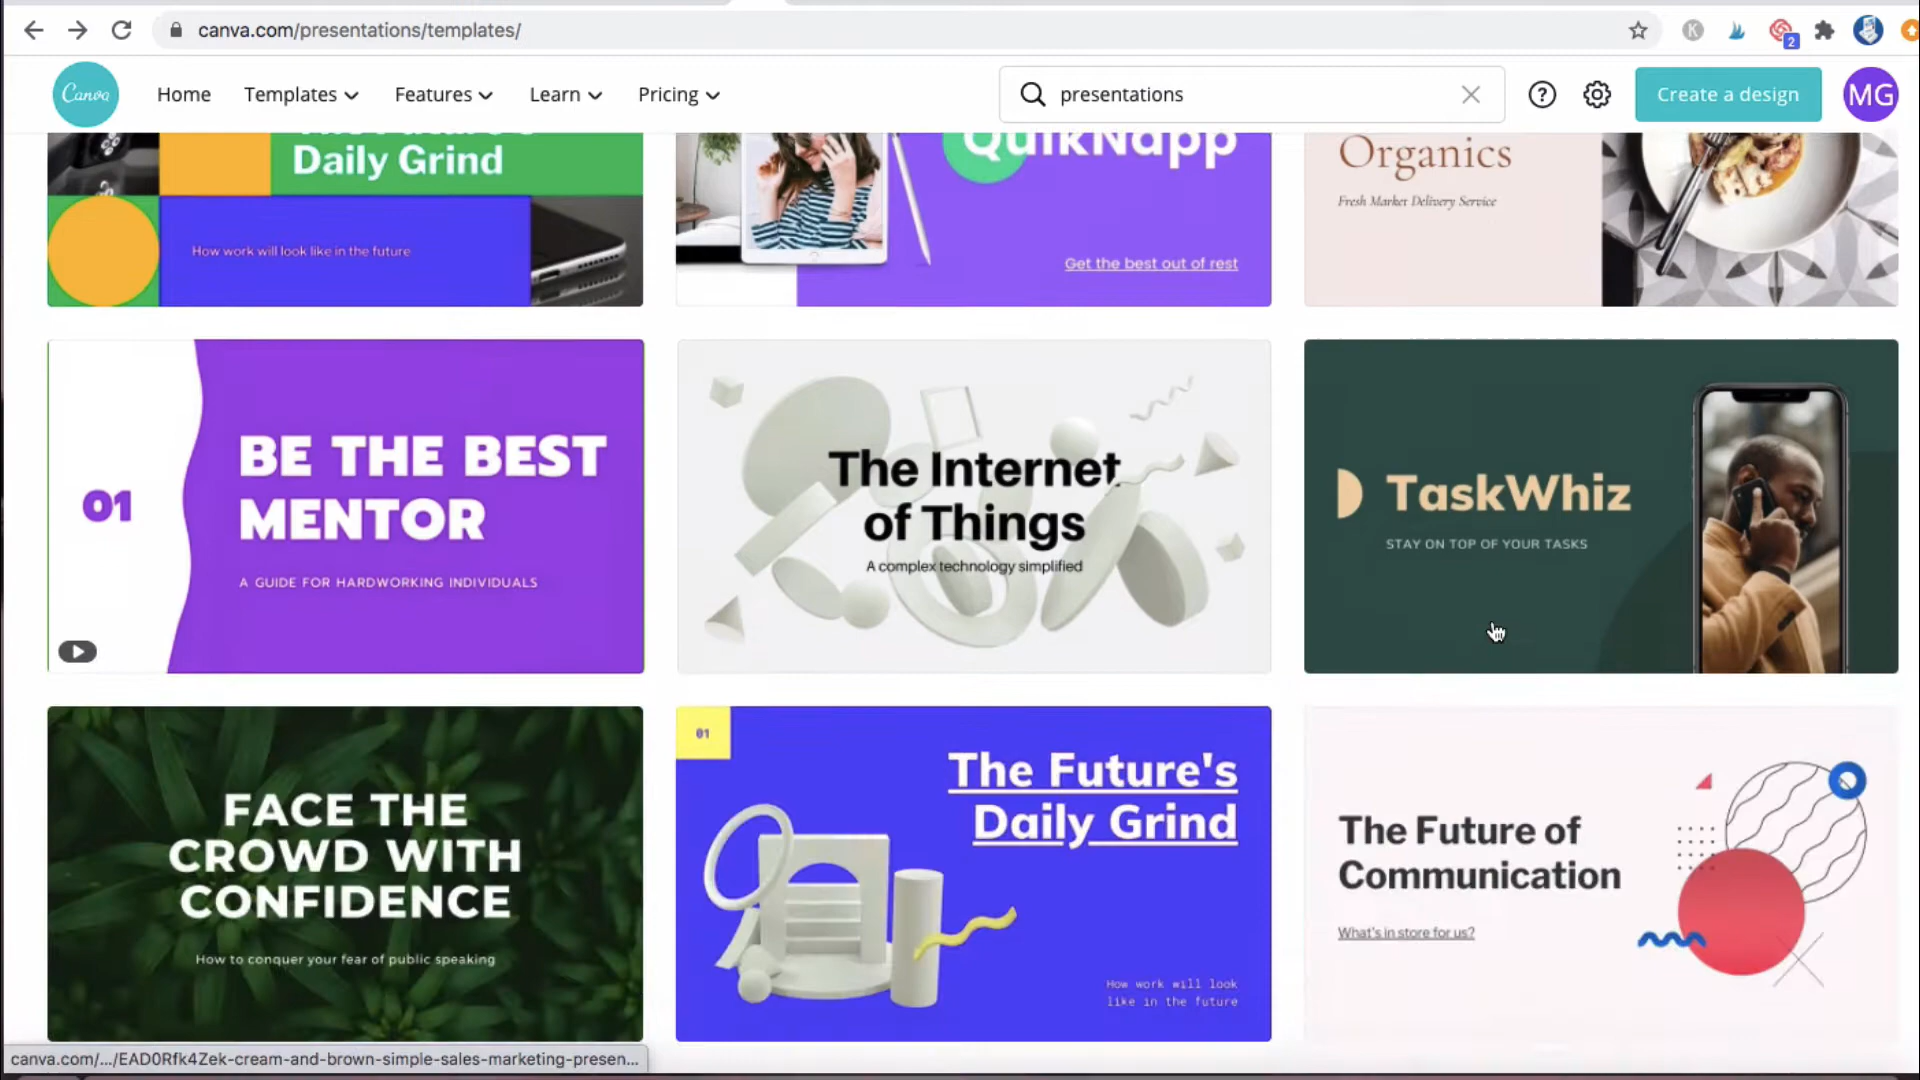 canva.com/presentations/templates/
K
2
Canva
Home
Templates
Features
Learn
Pricing
presentations
?
Create a design
MG
Daily Grind
How work will look like in the future
QuikNapp
Get the best out of rest
Organics
Fresh Market Delivery Service
01
BE THE BEST
MENTOR
A GUIDE FOR HARDWORKING INDIVIDUALS
The Internet
of Things
A complex technology simplified
TaskWhiz
STAY ON TOP OF YOUR TASKS
FACE THE
CROWD WITH
CONFIDENCE
How to conquer your fear of public speaking
01
The Future's
Daily Grind
How work will look
like in the future
The Future of
Communication
What's in store for us?
canva.com/.../EAD0Rfk4Zek-cream-and-brown-simple-sales-marketing-presen...